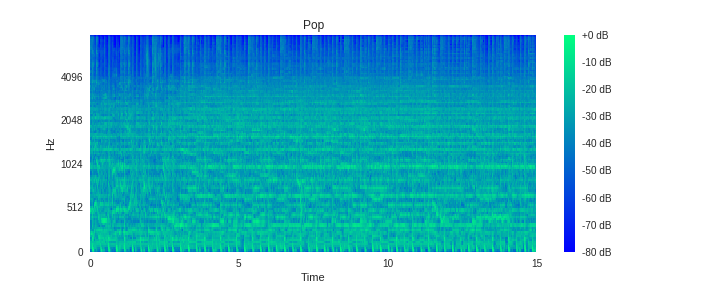 Pop
+0 dB
-10 dB
-20 dB
-30 dB
-40 dB
-50 dB
-60 dB
-70 dB
-80 dB
Hz
4096
2048
1024
512
0
0
5
10
15
Time